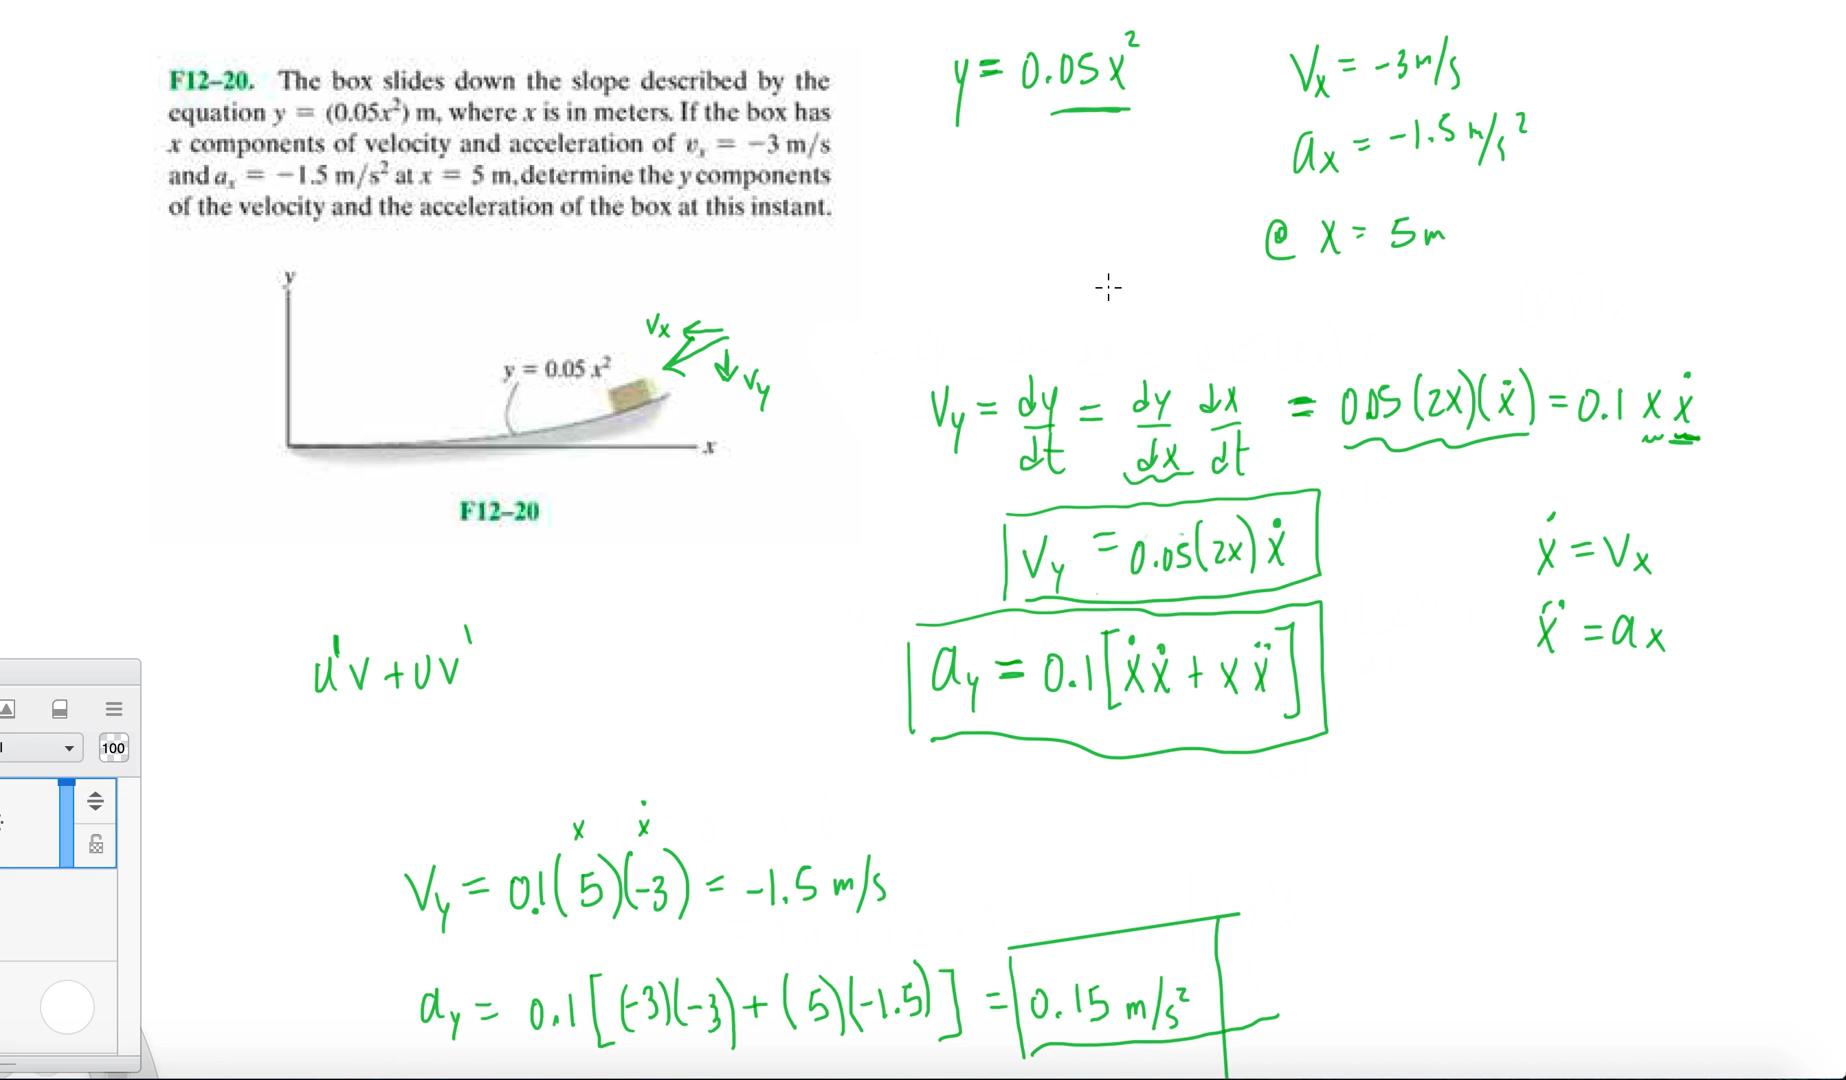 F12–20. The box slides down the slope described by the
equation y = (0.05x²) m, where x is in meters. If the box has
x components of velocity and acceleration of vₓ = −3 m/s
and aₓ = −1.5 m/s² at x = 5 m, determine the y components
of the velocity and the acceleration of the box at this instant.
y
y = 0.05 x²
x
Vx
Vy
F12–20
y = 0.05x²
Vx = -3 m/s
ax = -1.5 m/s²
@ x = 5m
Vy = dy/dt = dy/dx dx/dt = 0.05(2x)(ẋ) = 0.1 x ẋ
Vy = 0.05(2x) ẋ
ẋ = Vx
ẍ = ax
ay = 0.1[ẋẋ + xẍ]
u'v + uv'
100
x ẋ
Vy = 0.1(5)(-3) = -1.5 m/s
ay = 0.1[(-3)(-3) + (5)(-1.5)] = 0.15 m/s²